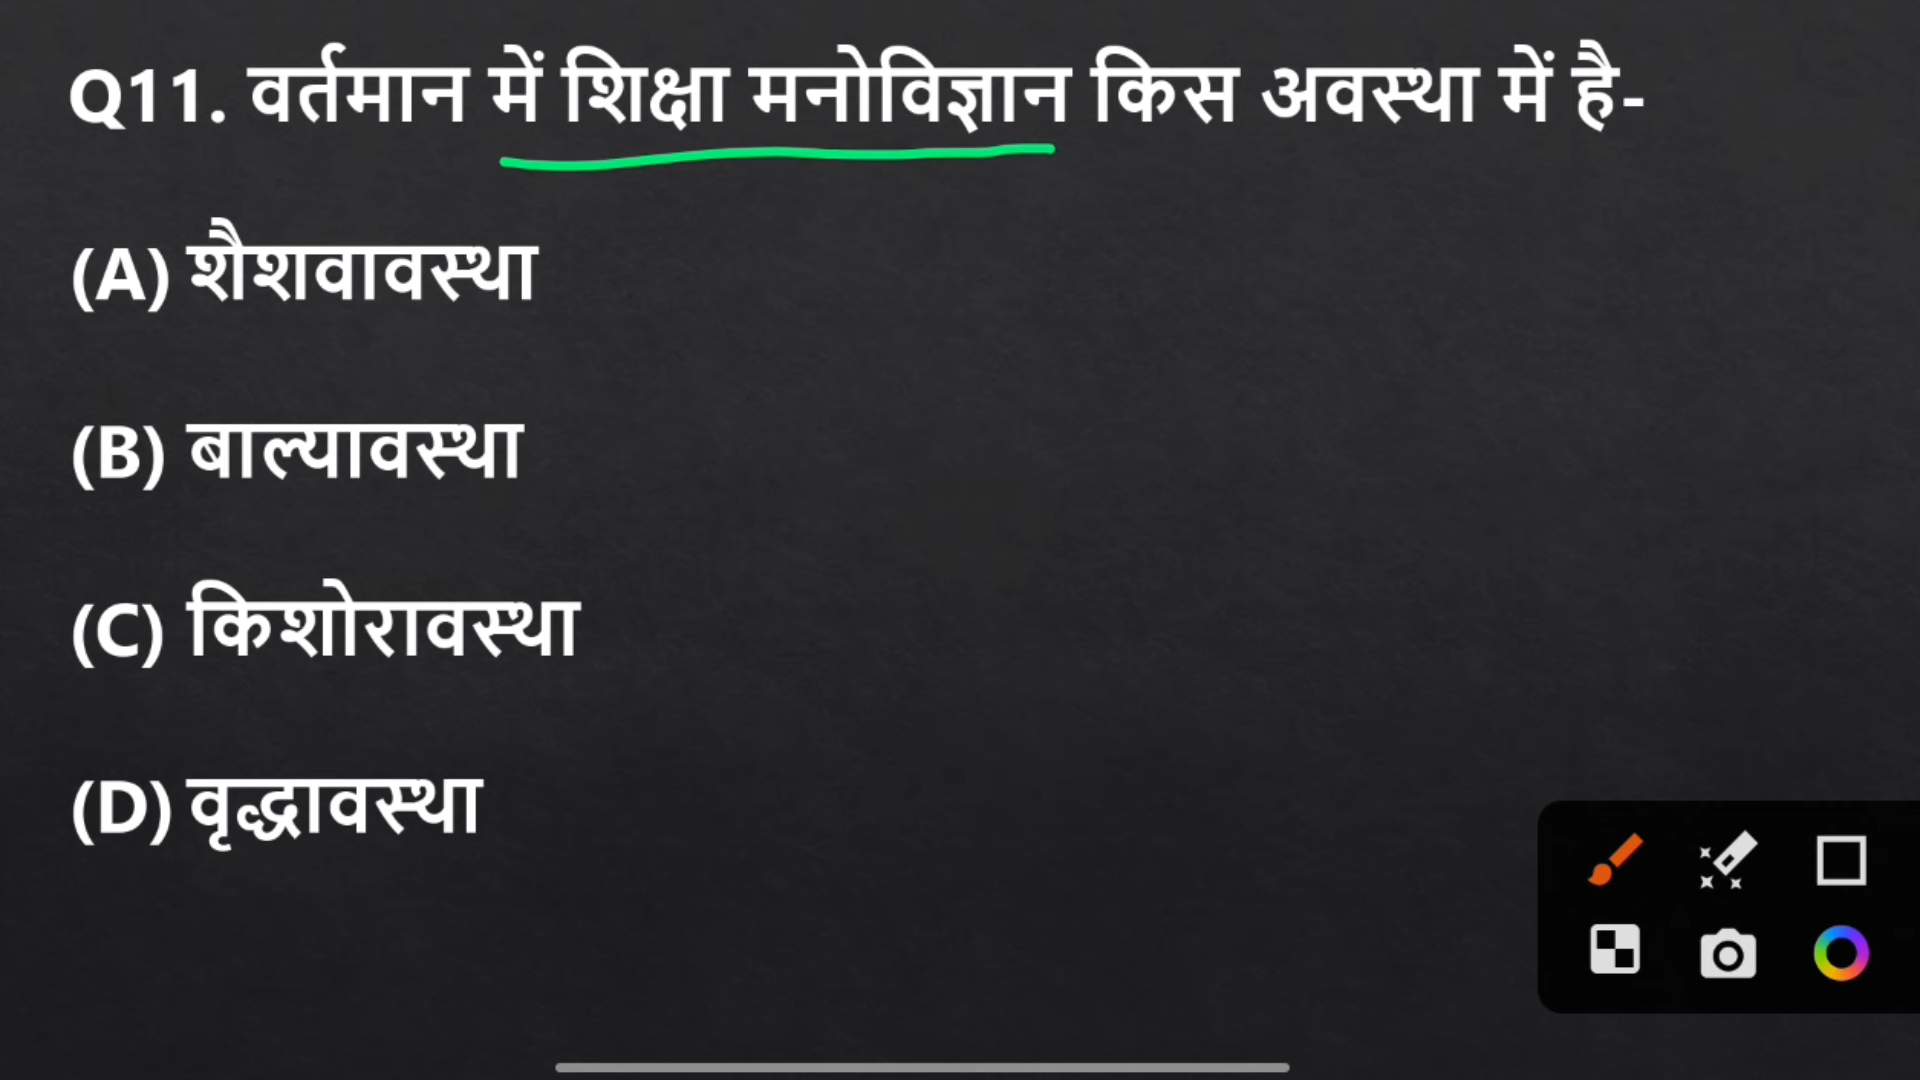 Q11. वर्तमान में शिक्षा मनोविज्ञान किस अवस्था में है-
(A) शैशवावस्था
(B) बाल्यावस्था
(C) किशोरावस्था
(D) वृद्धावस्था